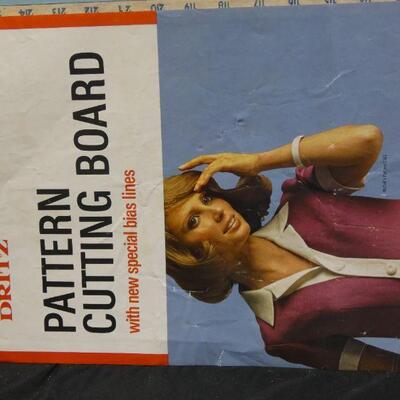 DRITZ
PATTERN
CUTTING BOARD
with new special bias lines